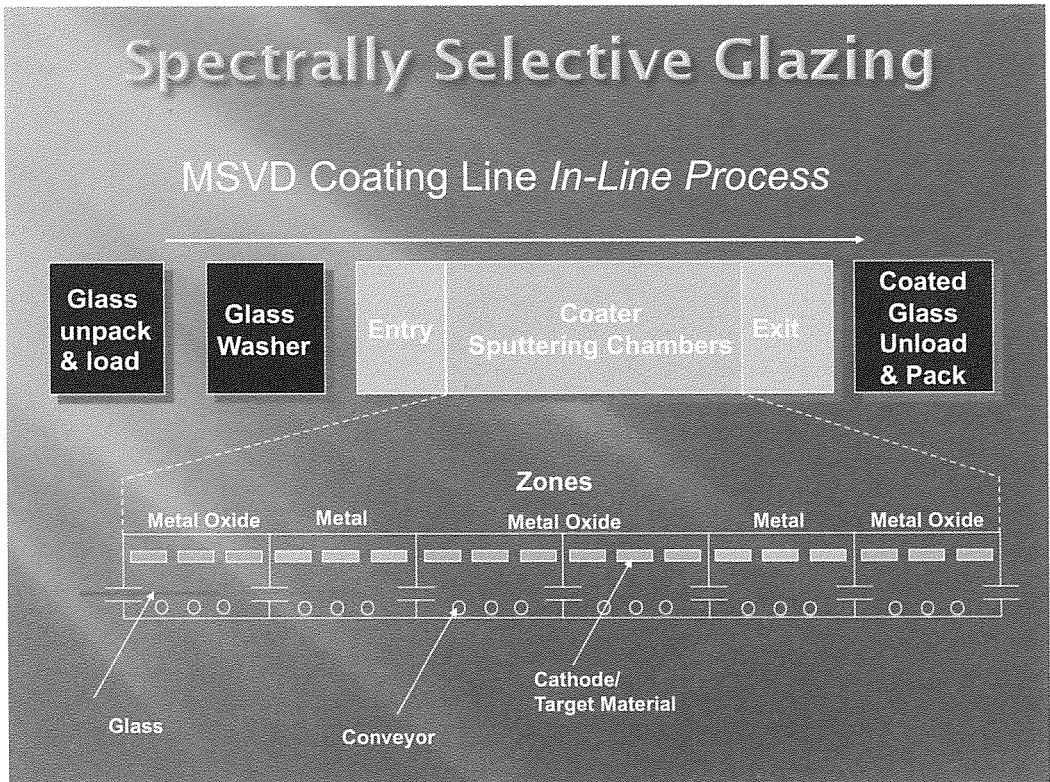 Spectrally Selective Glazing
MSVD Coating Line In-Line Process
Glass
unpack
& load
Glass
Washer
Entry
Coater
Sputtering Chambers
Exit
Coated
Glass
Unload
& Pack
Zones
Metal Oxide
Metal
Metal Oxide
Metal
Metal Oxide
Glass
Conveyor
Cathode/
Target Material